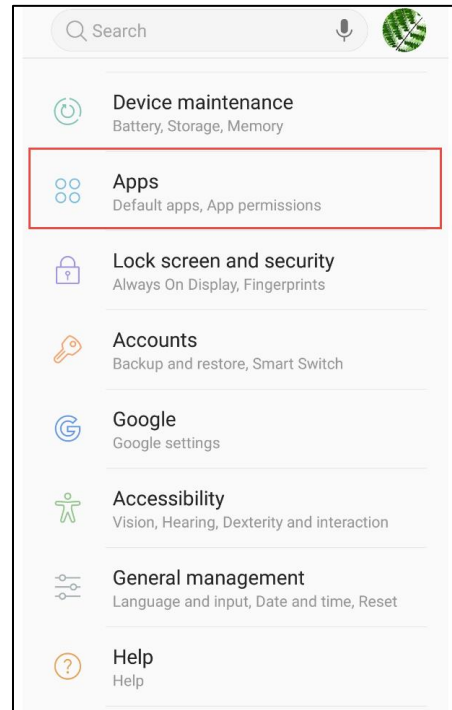 Search
Device maintenance
Battery, Storage, Memory
Apps
Default apps, App permissions
Lock screen and security
Always On Display, Fingerprints
Accounts
Backup and restore, Smart Switch
Google
Google settings
Accessibility
Vision, Hearing, Dexterity and interaction
General management
Language and input, Date and time, Reset
Help
Help